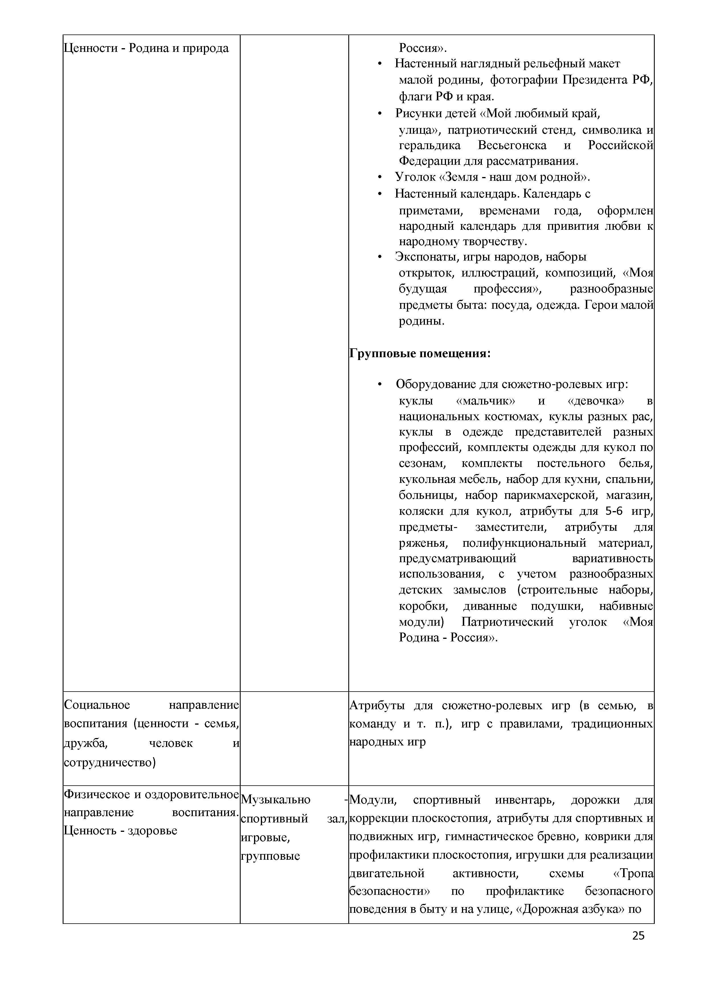 Ценности - Родина и природа
Россия».
• Настенный наглядный рельефный макет
малой родины, фотографии Президента РФ,
флаги РФ и края.
• Рисунки детей «Мой любимый край,
улица», патриотический стенд, символика и
геральдика Весьегонска и Российской
Федерации для рассматривания.
• Уголок «Земля - наш дом родной».
• Настенный календарь. Календарь с
приметами, временами года, оформлен
народный календарь для привития любви к
народному творчеству.
• Экспонаты, игры народов, наборы
открыток, иллюстраций, композиций, «Моя
будущая профессия», разнообразные
предметы быта: посуда, одежда. Герои малой
родины.
Групповые помещения:
• Оборудование для сюжетно-ролевых игр:
куклы «мальчик» и «девочка» в
национальных костюмах, куклы разных рас,
куклы в одежде представителей разных
профессий, комплекты одежды для кукол по
сезонам, комплекты постельного белья,
кукольная мебель, набор для кухни, спальни,
больницы, набор парикмахерской, магазин,
коляски для кукол, атрибуты для 5-6 игр,
предметы- заместители, атрибуты для
ряженья, полифункциональный материал,
предусматривающий вариативность
использования, с учетом разнообразных
детских замыслов (строительные наборы,
коробки, диванные подушки, набивные
модули) Патриотический уголок «Моя
Родина - Россия».
Социальное направление
воспитания (ценности - семья,
дружба, человек и
сотрудничество)
Атрибуты для сюжетно-ролевых игр (в семью, в
команду и т. п.), игр с правилами, традиционных
народных игр
Физическое и оздоровительное
направление воспитания.
Ценность - здоровье
Музыкально -
спортивный зал,
игровые,
групповые
Модули, спортивный инвентарь, дорожки для
коррекции плоскостопия, атрибуты для спортивных и
подвижных игр, гимнастическое бревно, коврики для
профилактики плоскостопия, игрушки для реализации
двигательной активности, схемы «Тропа
безопасности» по профилактике безопасного
поведения в быту и на улице, «Дорожная азбука» по
25